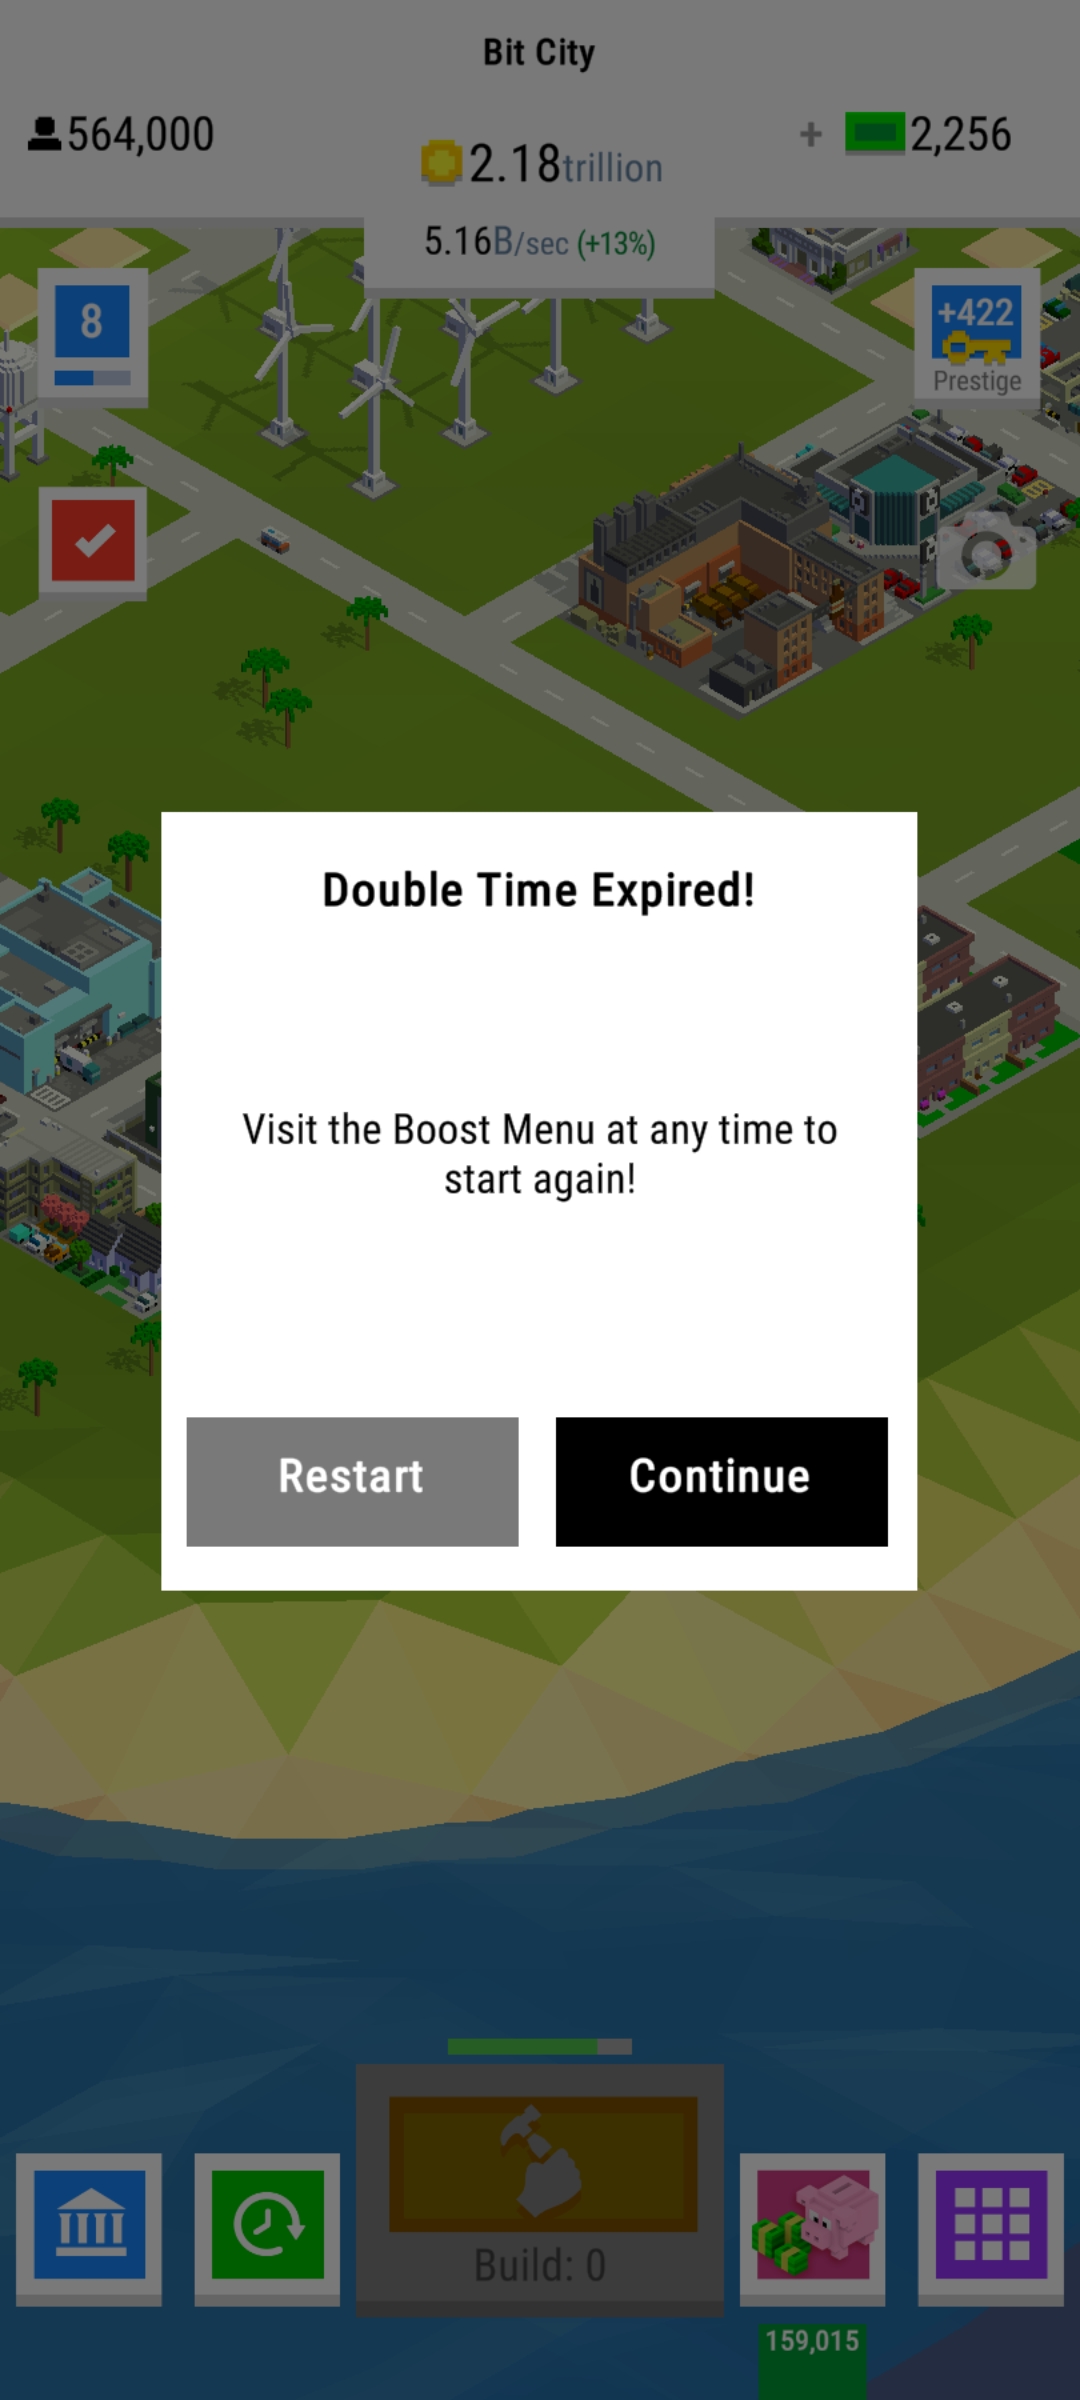 Bit City
564,000
2.18trillion
+ 2,256
5.16B/sec (+13%)
8
+422
Prestige
Double Time Expired!
Visit the Boost Menu at any time to
start again!
Restart
Continue
Build: 0
159,015